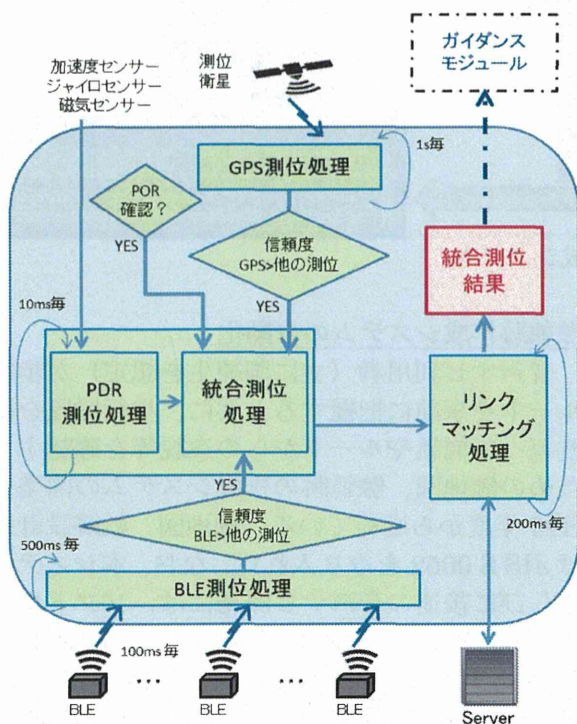 加速度センサー
ジャイロセンサー
磁気センサー
測位
衛星
ガイダンス
モジュール
1s毎
GPS測位処理
POR
確認？
YES
信頼度
GPS>他の測位
YES
統合測位
結果
10ms毎
PDR
測位処理
統合測位
処理
リンク
マッチング
処理
YES
信頼度
BLE>他の測位
200ms毎
500ms毎
BLE測位処理
100ms毎
BLE
…
BLE
…
BLE
Server